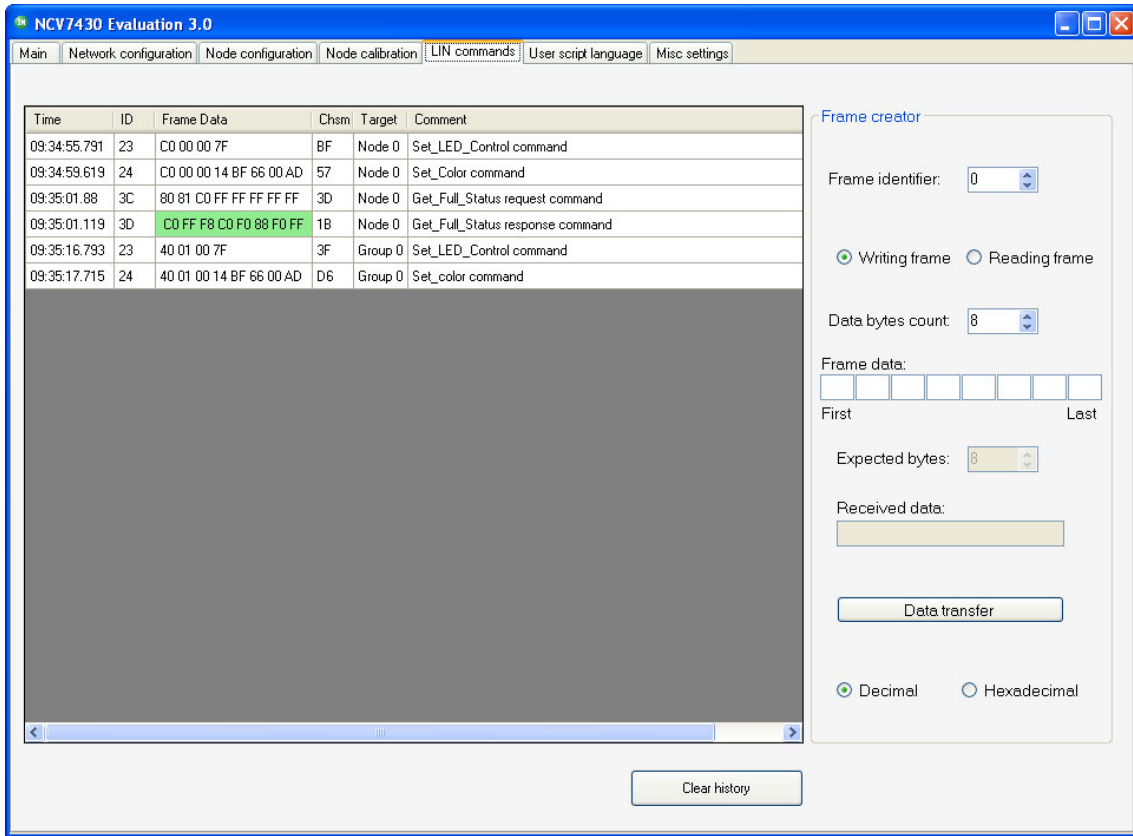 NCV7430 Evaluation 3.0
Main Network configuration Node configuration Node calibration LIN commands User script language Misc settings
Time ID Frame Data Chsm Target Comment
09:34:55.791 23 C0 00 00 7F BF Node 0 Set_LED_Control command
09:34:59.619 24 C0 00 00 14 BF 66 00 AD 57 Node 0 Set_Color command
09:35:01.88 3C 80 81 C0 FF FF FF FF FF 3D Node 0 Get_Full_Status request command
09:35:01.119 3D C0 FF F8 C0 F0 88 F0 FF 1B Node 0 Get_Full_Status response command
09:35:16.793 23 40 01 00 7F 3F Group 0 Set_LED_Control command
09:35:17.715 24 40 01 00 14 BF 66 00 AD D6 Group 0 Set_color command
Frame creator
Frame identifier: 0
Writing frame Reading frame
Data bytes count: 8
Frame data:
First Last
Expected bytes: 8
Received data:
Data transfer
Decimal Hexadecimal
Clear history